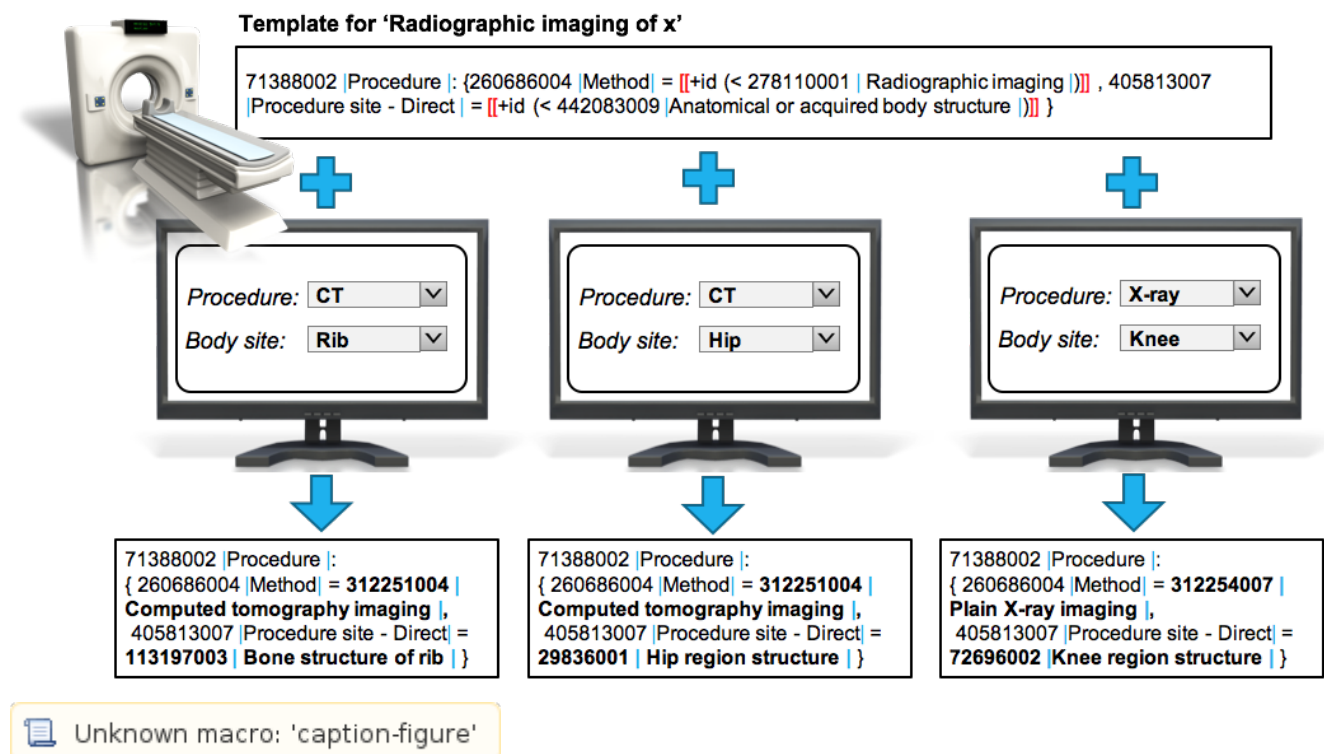 Template for ‘Radiographic imaging of x’
71388002 |Procedure |: {260686004 |Method| = [[+id (< 278110001 | Radiographic imaging |)]] , 405813007
|Procedure site - Direct | = [[+id (< 442083009 |Anatomical or acquired body structure |)]] }
Procedure: CT
Body site: Rib
Procedure: CT
Body site: Hip
Procedure: X-ray
Body site: Knee
71388002 |Procedure |:
{ 260686004 |Method| = 312251004 |
Computed tomography imaging |,
405813007 |Procedure site - Direct| =
113197003 | Bone structure of rib | }
71388002 |Procedure |:
{ 260686004 |Method| = 312251004 |
Computed tomography imaging |,
405813007 |Procedure site - Direct| =
29836001 | Hip region structure | }
71388002 |Procedure |:
{ 260686004 |Method| = 312254007 |
Plain X-ray imaging |,
405813007 |Procedure site - Direct| =
72696002 |Knee region structure | }
Unknown macro: 'caption-figure'